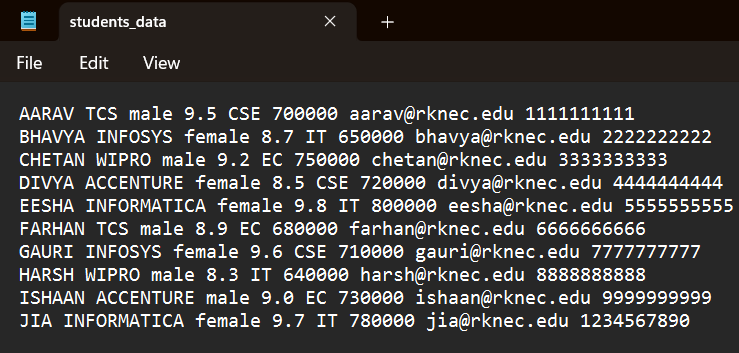 students_data
File Edit View
AARAV TCS male 9.5 CSE 700000 aarav@rknec.edu 1111111111
BHAVYA INFOSYS female 8.7 IT 650000 bhavya@rknec.edu 2222222222
CHETAN WIPRO male 9.2 EC 750000 chetan@rknec.edu 3333333333
DIVYA ACCENTURE female 8.5 CSE 720000 divya@rknec.edu 4444444444
EESHA INFORMATICA female 9.8 IT 800000 eesha@rknec.edu 5555555555
FARHAN TCS male 8.9 EC 680000 farhan@rknec.edu 6666666666
GAURI INFOSYS female 9.6 CSE 710000 gauri@rknec.edu 7777777777
HARSH WIPRO male 8.3 IT 640000 harsh@rknec.edu 8888888888
ISHAAN ACCENTURE male 9.0 EC 730000 ishaan@rknec.edu 9999999999
JIA INFORMATICA female 9.7 IT 780000 jia@rknec.edu 1234567890